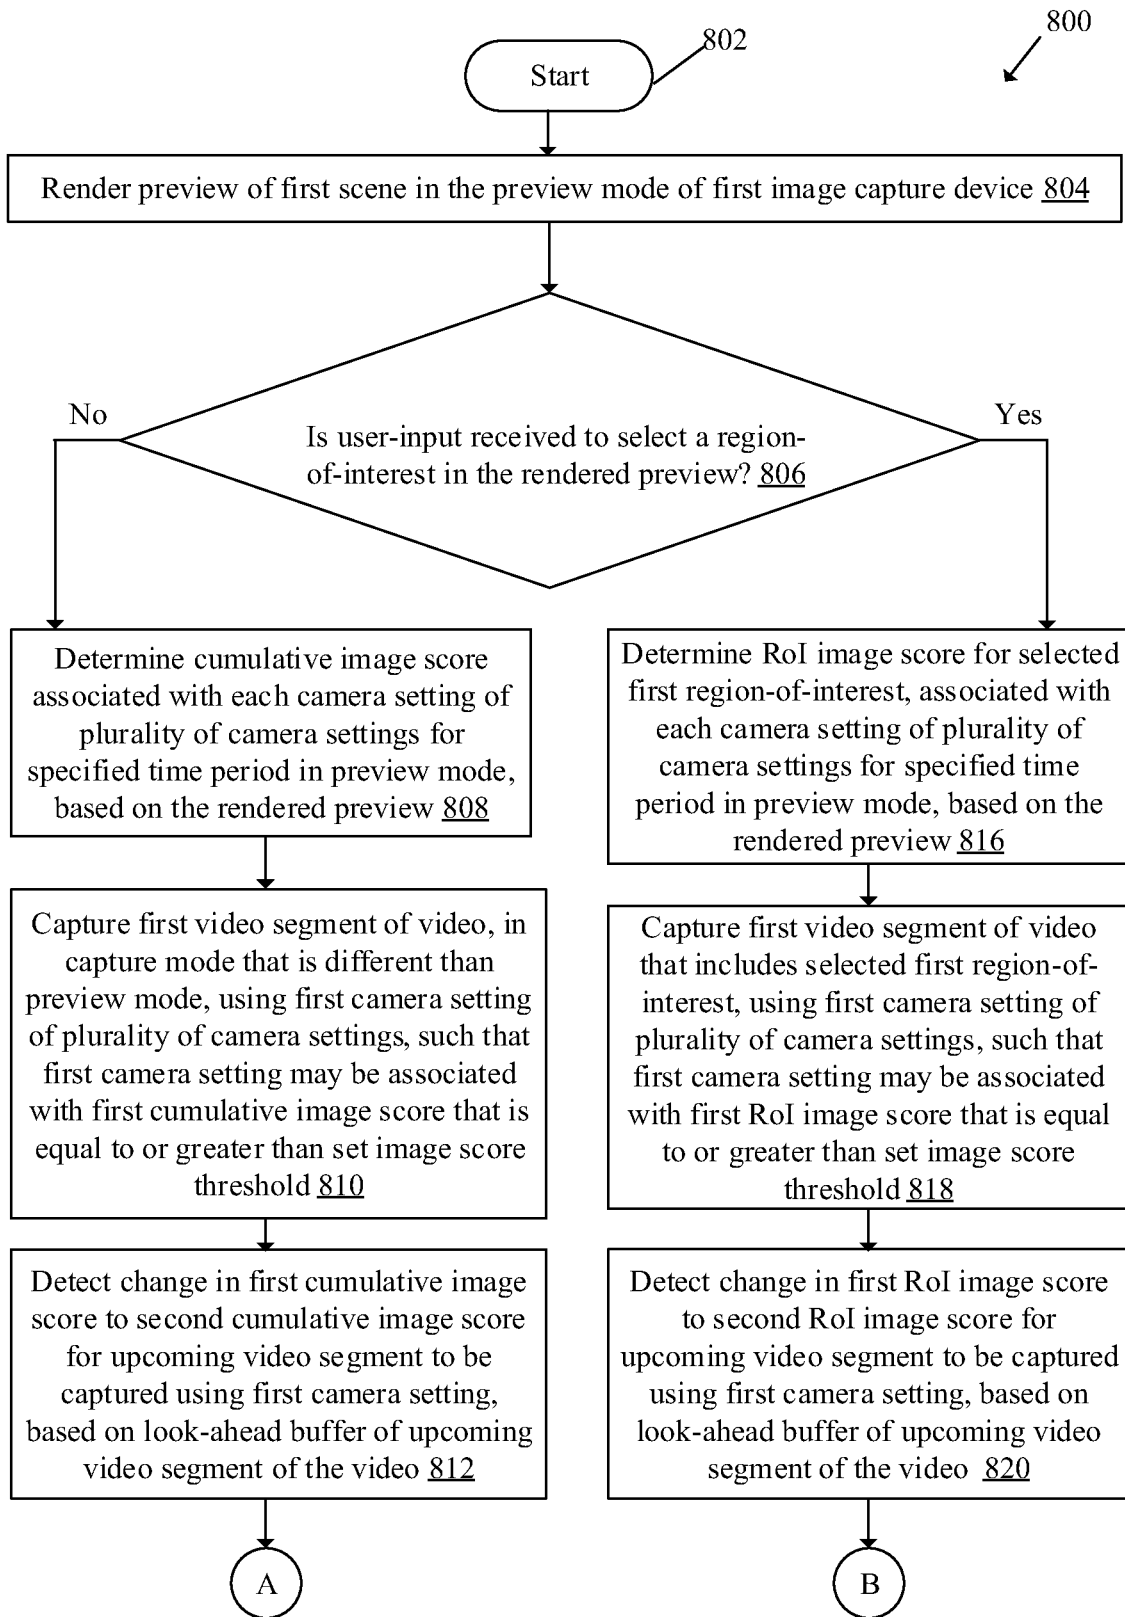 800
802
Start
Render preview of first scene in the preview mode of first image capture device 804
No
Yes
Is user-input received to select a region-
of-interest in the rendered preview? 806
Determine cumulative image score
associated with each camera setting of
plurality of camera settings for
specified time period in preview mode,
based on the rendered preview 808
Capture first video segment of video, in
capture mode that is different than
preview mode, using first camera setting
of plurality of camera settings, such that
first camera setting may be associated
with first cumulative image score that is
equal to or greater than set image score
threshold 810
Detect change in first cumulative image
score to second cumulative image score
for upcoming video segment to be
captured using first camera setting,
based on look-ahead buffer of upcoming
video segment of the video 812
A
Determine RoI image score for selected
first region-of-interest, associated with
each camera setting of plurality of
camera settings for specified time
period in preview mode, based on the
rendered preview 816
Capture first video segment of video
that includes selected first region-of-
interest, using first camera setting of
plurality of camera settings, such that
first camera setting may be associated
with first RoI image score that is equal
to or greater than set image score
threshold 818
Detect change in first RoI image score
to second RoI image score for
upcoming video segment to be captured
using first camera setting, based on
look-ahead buffer of upcoming video
segment of the video 820
B